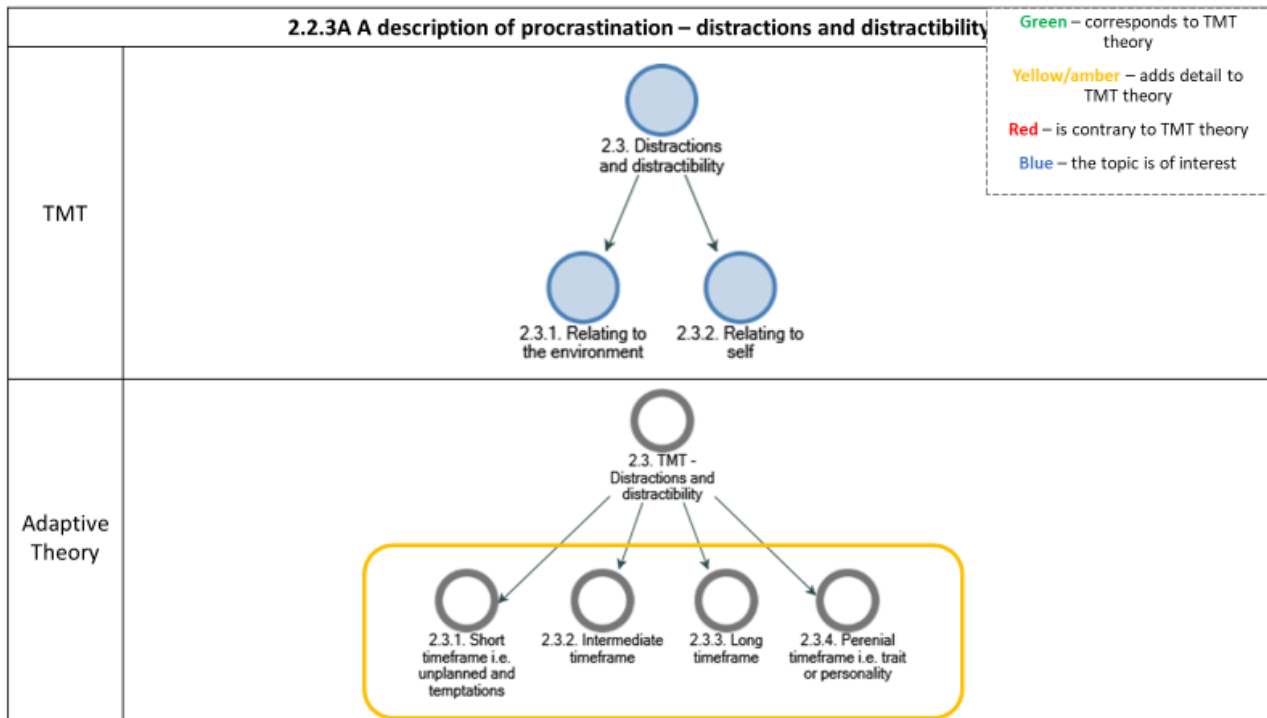 2.2.3A A description of procrastination – distractions and distractibility
Green – corresponds to TMT
theory
Yellow/amber – adds detail to
TMT theory
Red – is contrary to TMT theory
Blue – the topic is of interest
TMT
2.3. Distractions
and distractibility
2.3.1. Relating to
the environment
2.3.2. Relating to
self
Adaptive
Theory
2.3. TMT -
Distractions and
distractibility
2.3.1. Short
timeframe i.e.
unplanned and
temptations
2.3.2. Intermediate
timeframe
2.3.3. Long
timeframe
2.3.4. Perenial
timeframe i.e. trait
or personality